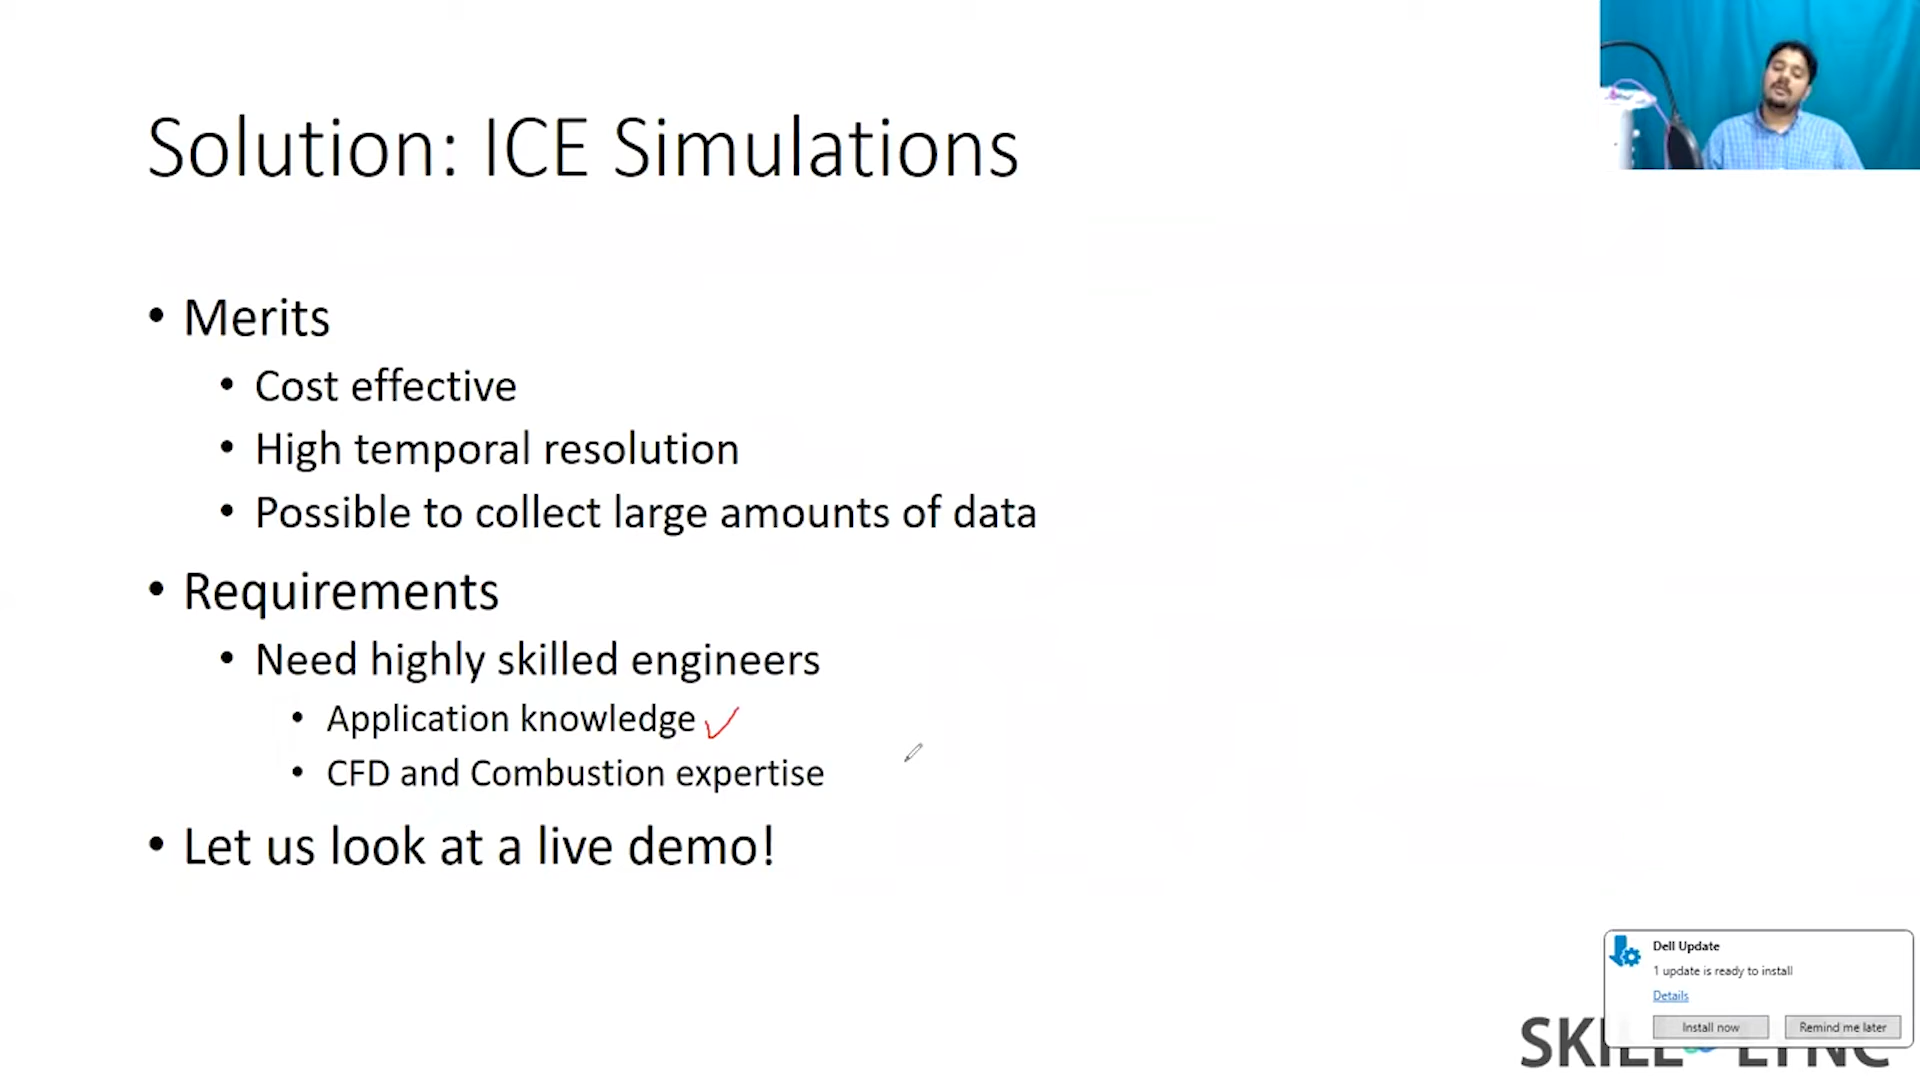 Solution: ICE Simulations
• Merits
• Cost effective
• High temporal resolution
• Possible to collect large amounts of data
• Requirements
• Need highly skilled engineers
• Application knowledge
• CFD and Combustion expertise
• Let us look at a live demo!
Dell Update
1 update is ready to install
Details
Install now
Remind me later